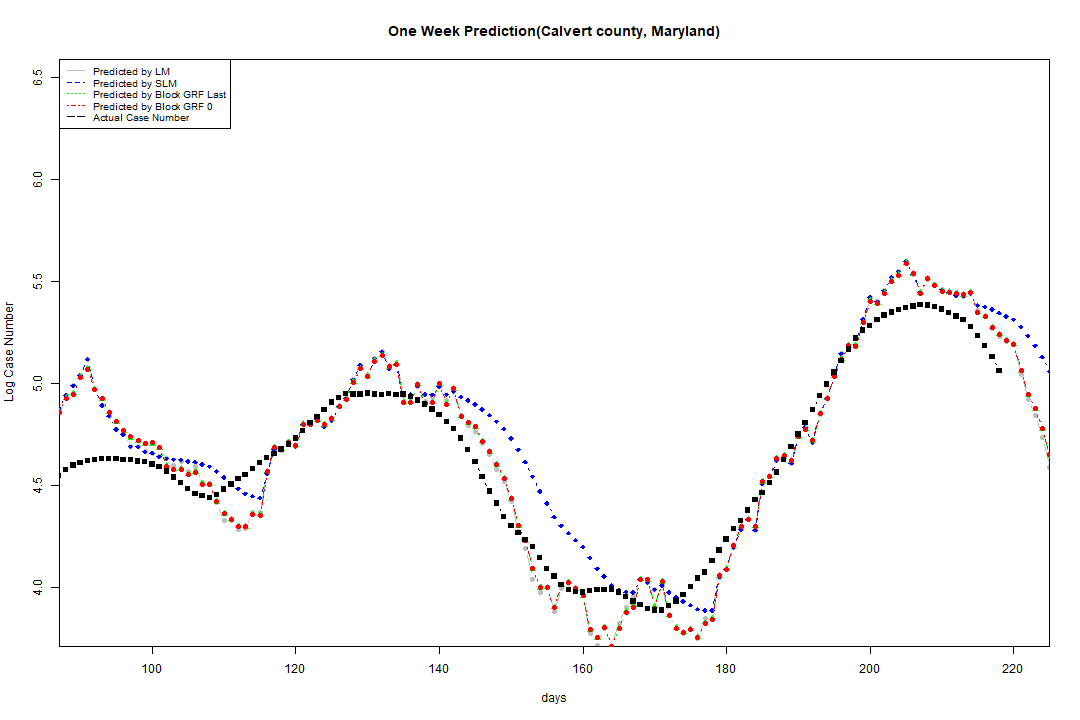 One Week Prediction(Calvert county, Maryland)
Predicted by LM
Predicted by SLM
Predicted by Block GRF Last
Predicted by Block GRF 0
Actual Case Number
6.5
6.0
5.5
5.0
4.5
4.0
Log Case Number
100 120 140 160 180 200 220
days